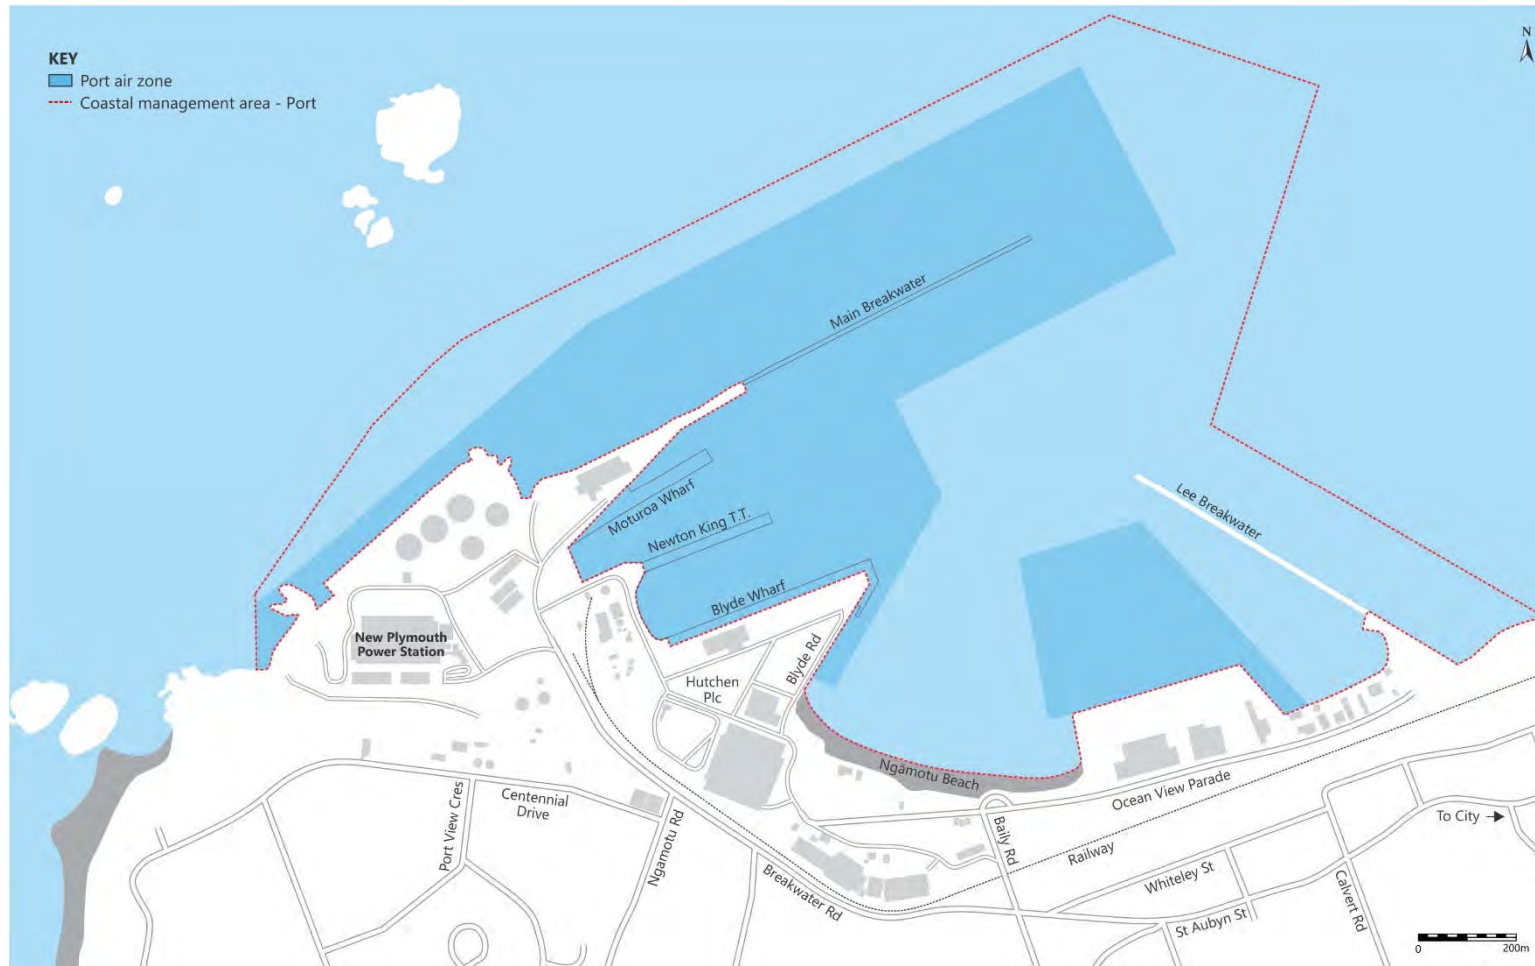 KEY
Port air zone
Coastal management area - Port
N
Main Breakwater
Moturoa Wharf
Newton King T.T.
Blyde Wharf
Lee Breakwater
New Plymouth
Power Station
Hutchen
Plc
Blyde Rd
Ngāmotu Beach
Ocean View Parade
Port View Cres
Centennial
Drive
Ngamotu Rd
Breakwater Rd
Baily Rd
Railway
Whiteley St
St Aubyn St
Calvert Rd
To City
0
200m